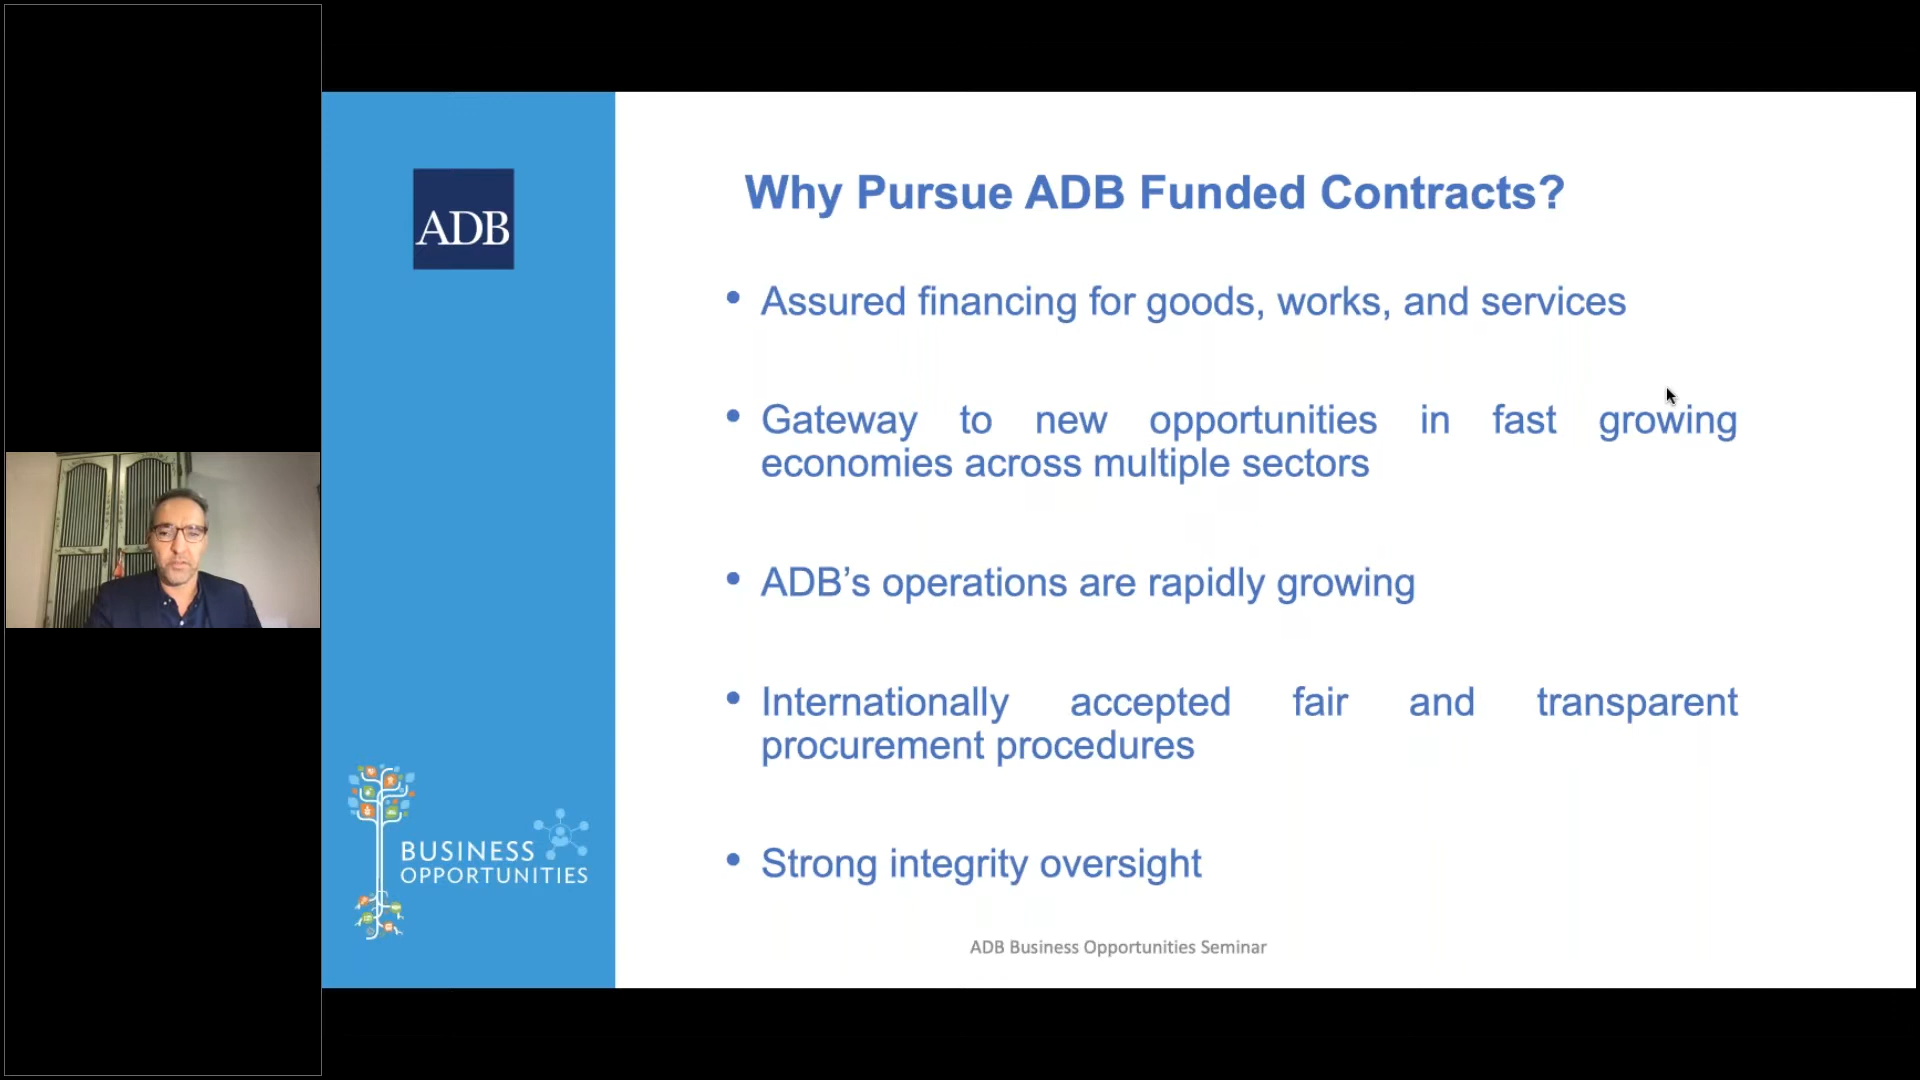 ADB
Why Pursue ADB Funded Contracts?
• Assured financing for goods, works, and services
• Gateway to new opportunities in fast growing
economies across multiple sectors
• ADB’s operations are rapidly growing
• Internationally accepted fair and transparent
procurement procedures
• Strong integrity oversight
BUSINESS
OPPORTUNITIES
ADB Business Opportunities Seminar